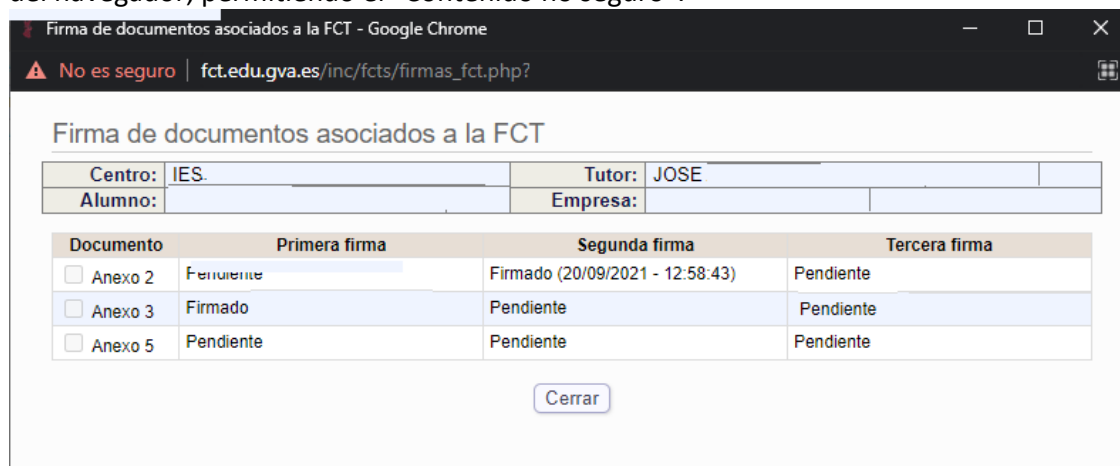 del navegador) permitiendo el "Contenido no seguro".
Firma de documentos asociados a la FCT - Google Chrome
No es seguro | fct.edu.gva.es/inc/fcts/firmas_fct.php?
Firma de documentos asociados a la FCT
Centro: IES. Tutor: JOSE
Alumno: Empresa:
Documento Primera firma Segunda firma Tercera firma
Anexo 2 Pendiente Firmado (20/09/2021 - 12:58:43) Pendiente
Anexo 3 Firmado Pendiente Pendiente
Anexo 5 Pendiente Pendiente Pendiente
Cerrar